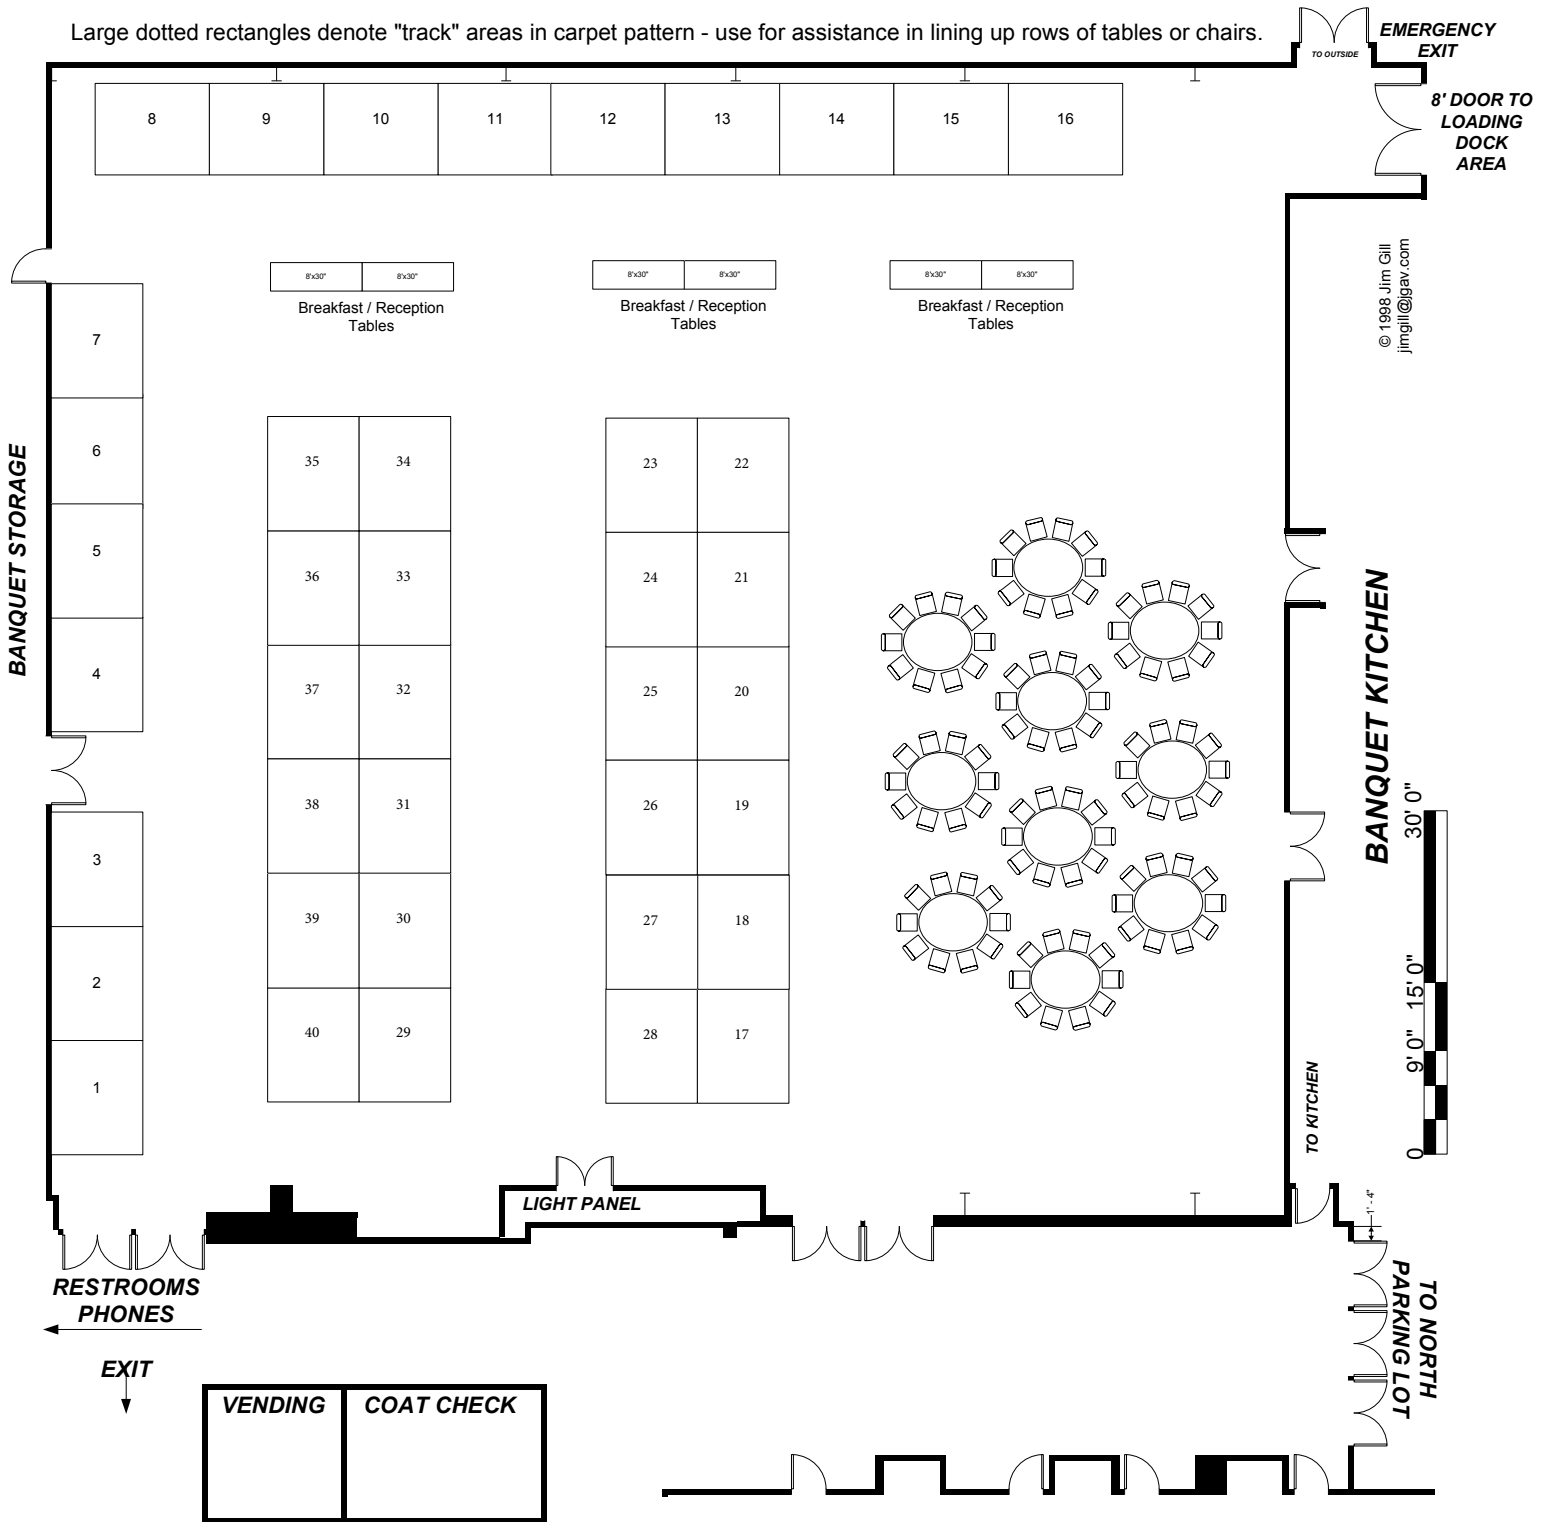 Large dotted rectangles denote "track" areas in carpet pattern - use for assistance in lining up rows of tables or chairs.
TO OUTSIDE
EMERGENCY
EXIT
8' DOOR TO
LOADING
DOCK
AREA
8
9
10
11
12
13
14
15
16
© 1998 Jim Gill
jimgill@jgav.com
8'x30"
8'x30"
Breakfast / Reception
Tables
8'x30"
8'x30"
Breakfast / Reception
Tables
8'x30"
8'x30"
Breakfast / Reception
Tables
BANQUET STORAGE
7
6
5
4
3
2
1
35
34
36
33
37
32
38
31
39
30
40
29
23
22
24
21
25
20
26
19
27
18
28
17
BANQUET KITCHEN
30' 0"
15' 0"
9' 0"
0
TO KITCHEN
1' - 4"
LIGHT PANEL
RESTROOMS
PHONES
EXIT
VENDING
COAT CHECK
TO NORTH
PARKING LOT